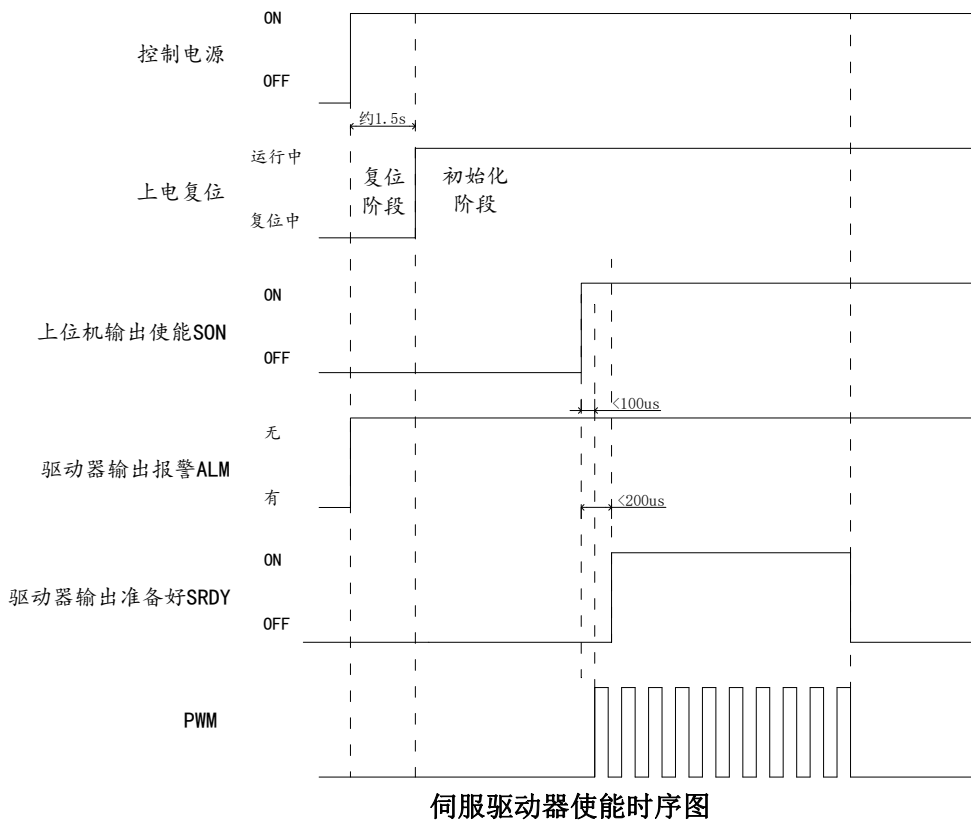 ON
控制电源
OFF
约1.5s
运行中
上电复位
复位
阶段
初始化
阶段
复位中
ON
上位机输出使能SON
OFF
<100us
无
驱动器输出报警ALM
有
<200us
ON
驱动器输出准备好SRDY
OFF
PWM
伺服驱动器使能时序图